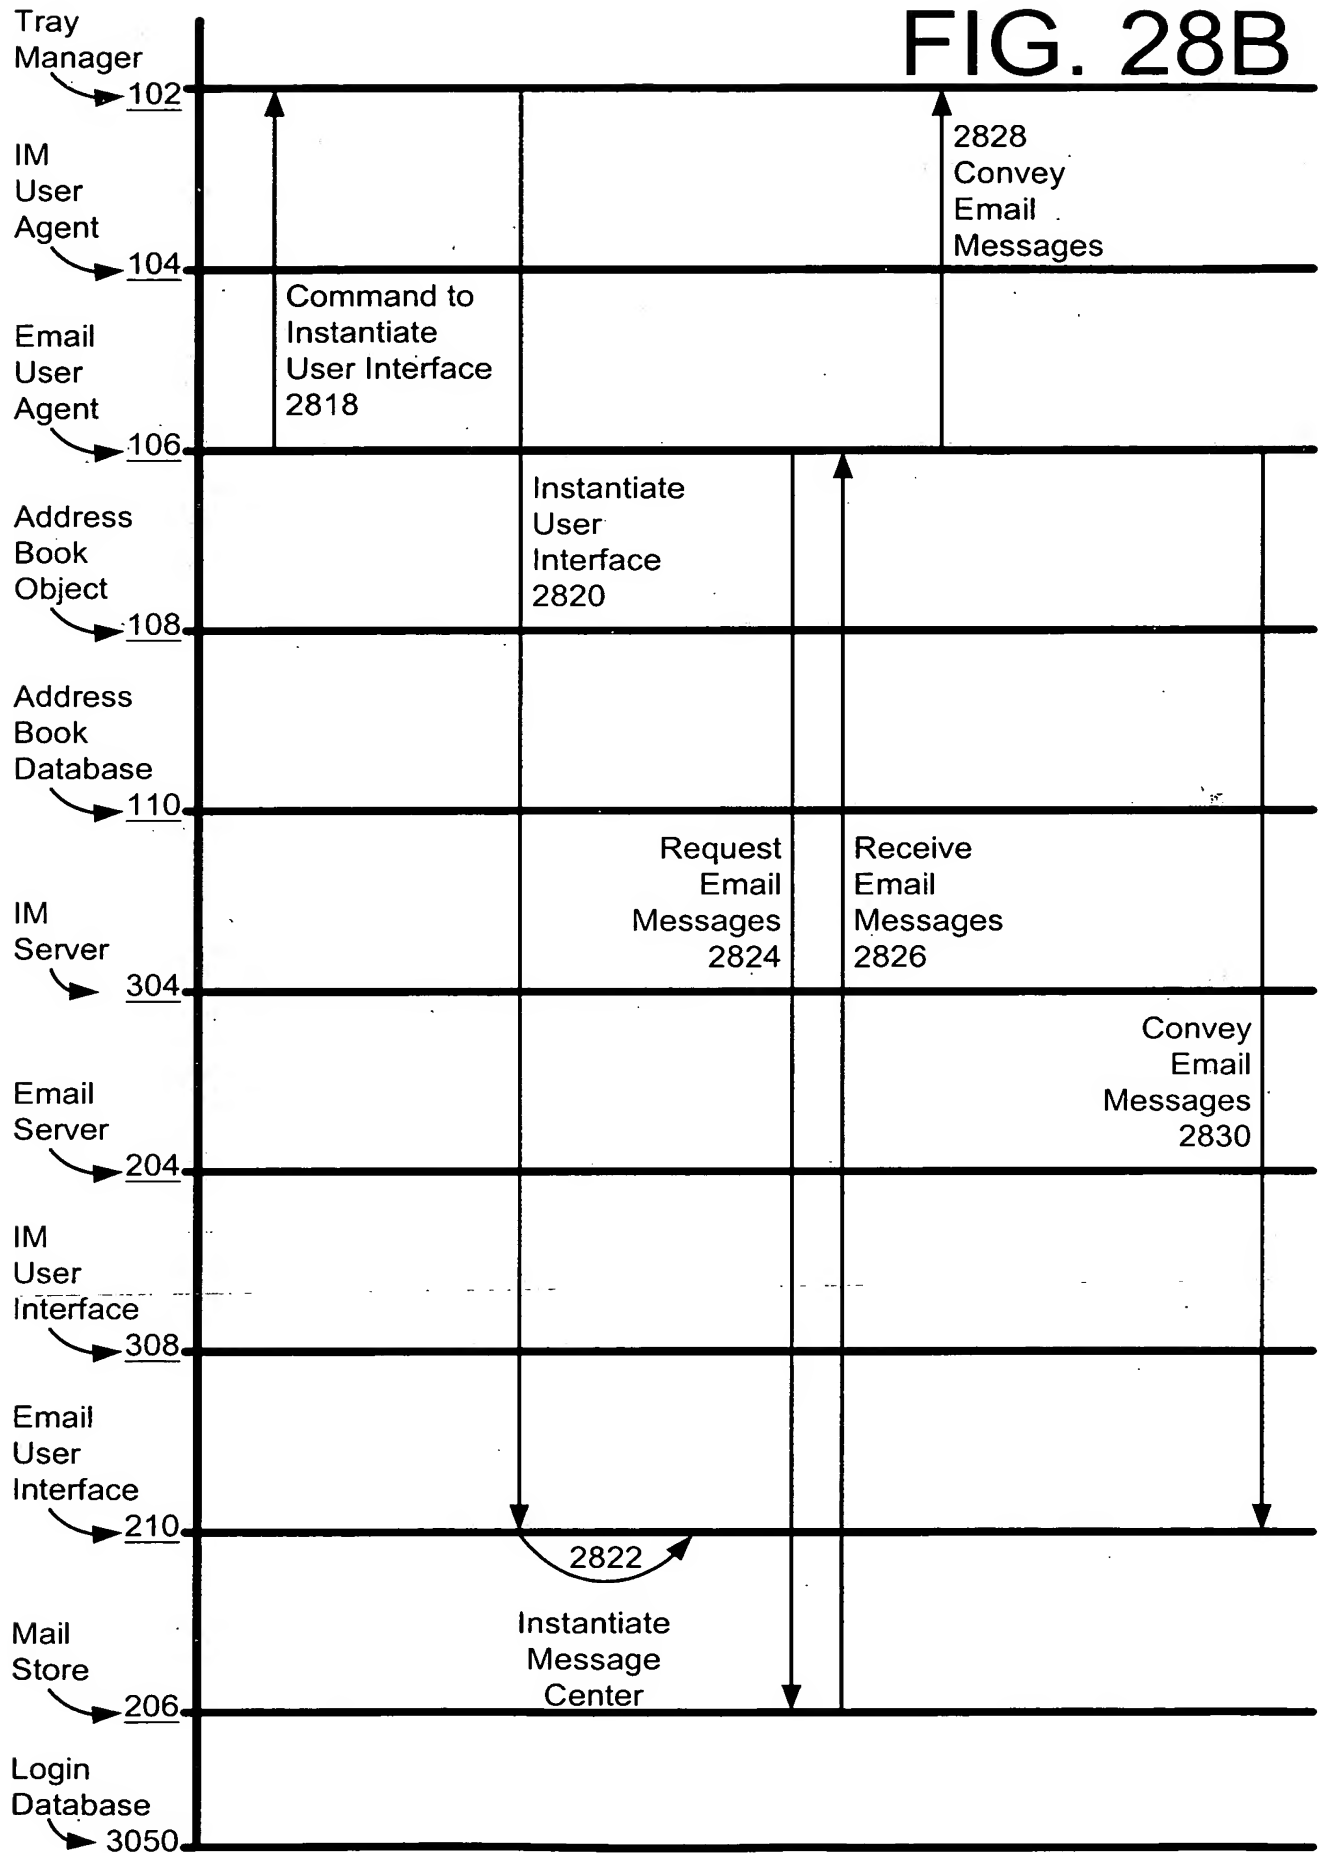 FIG. 28B
Tray
Manager
102
IM
User
Agent
104
Email
User
Agent
106
Address
Book
Object
108
Address
Book
Database
110
IM
Server
304
Email
Server
204
IM
User
Interface
308
Email
User
Interface
210
Mail
Store
206
Login
Database
3050
Command to
Instantiate
User Interface
2818
Instantiate
User
Interface
2820
2822
Instantiate
Message
Center
Request
Email
Messages
2824
Receive
Email
Messages
2826
2828
Convey
Email
Messages
Convey
Email
Messages
2830